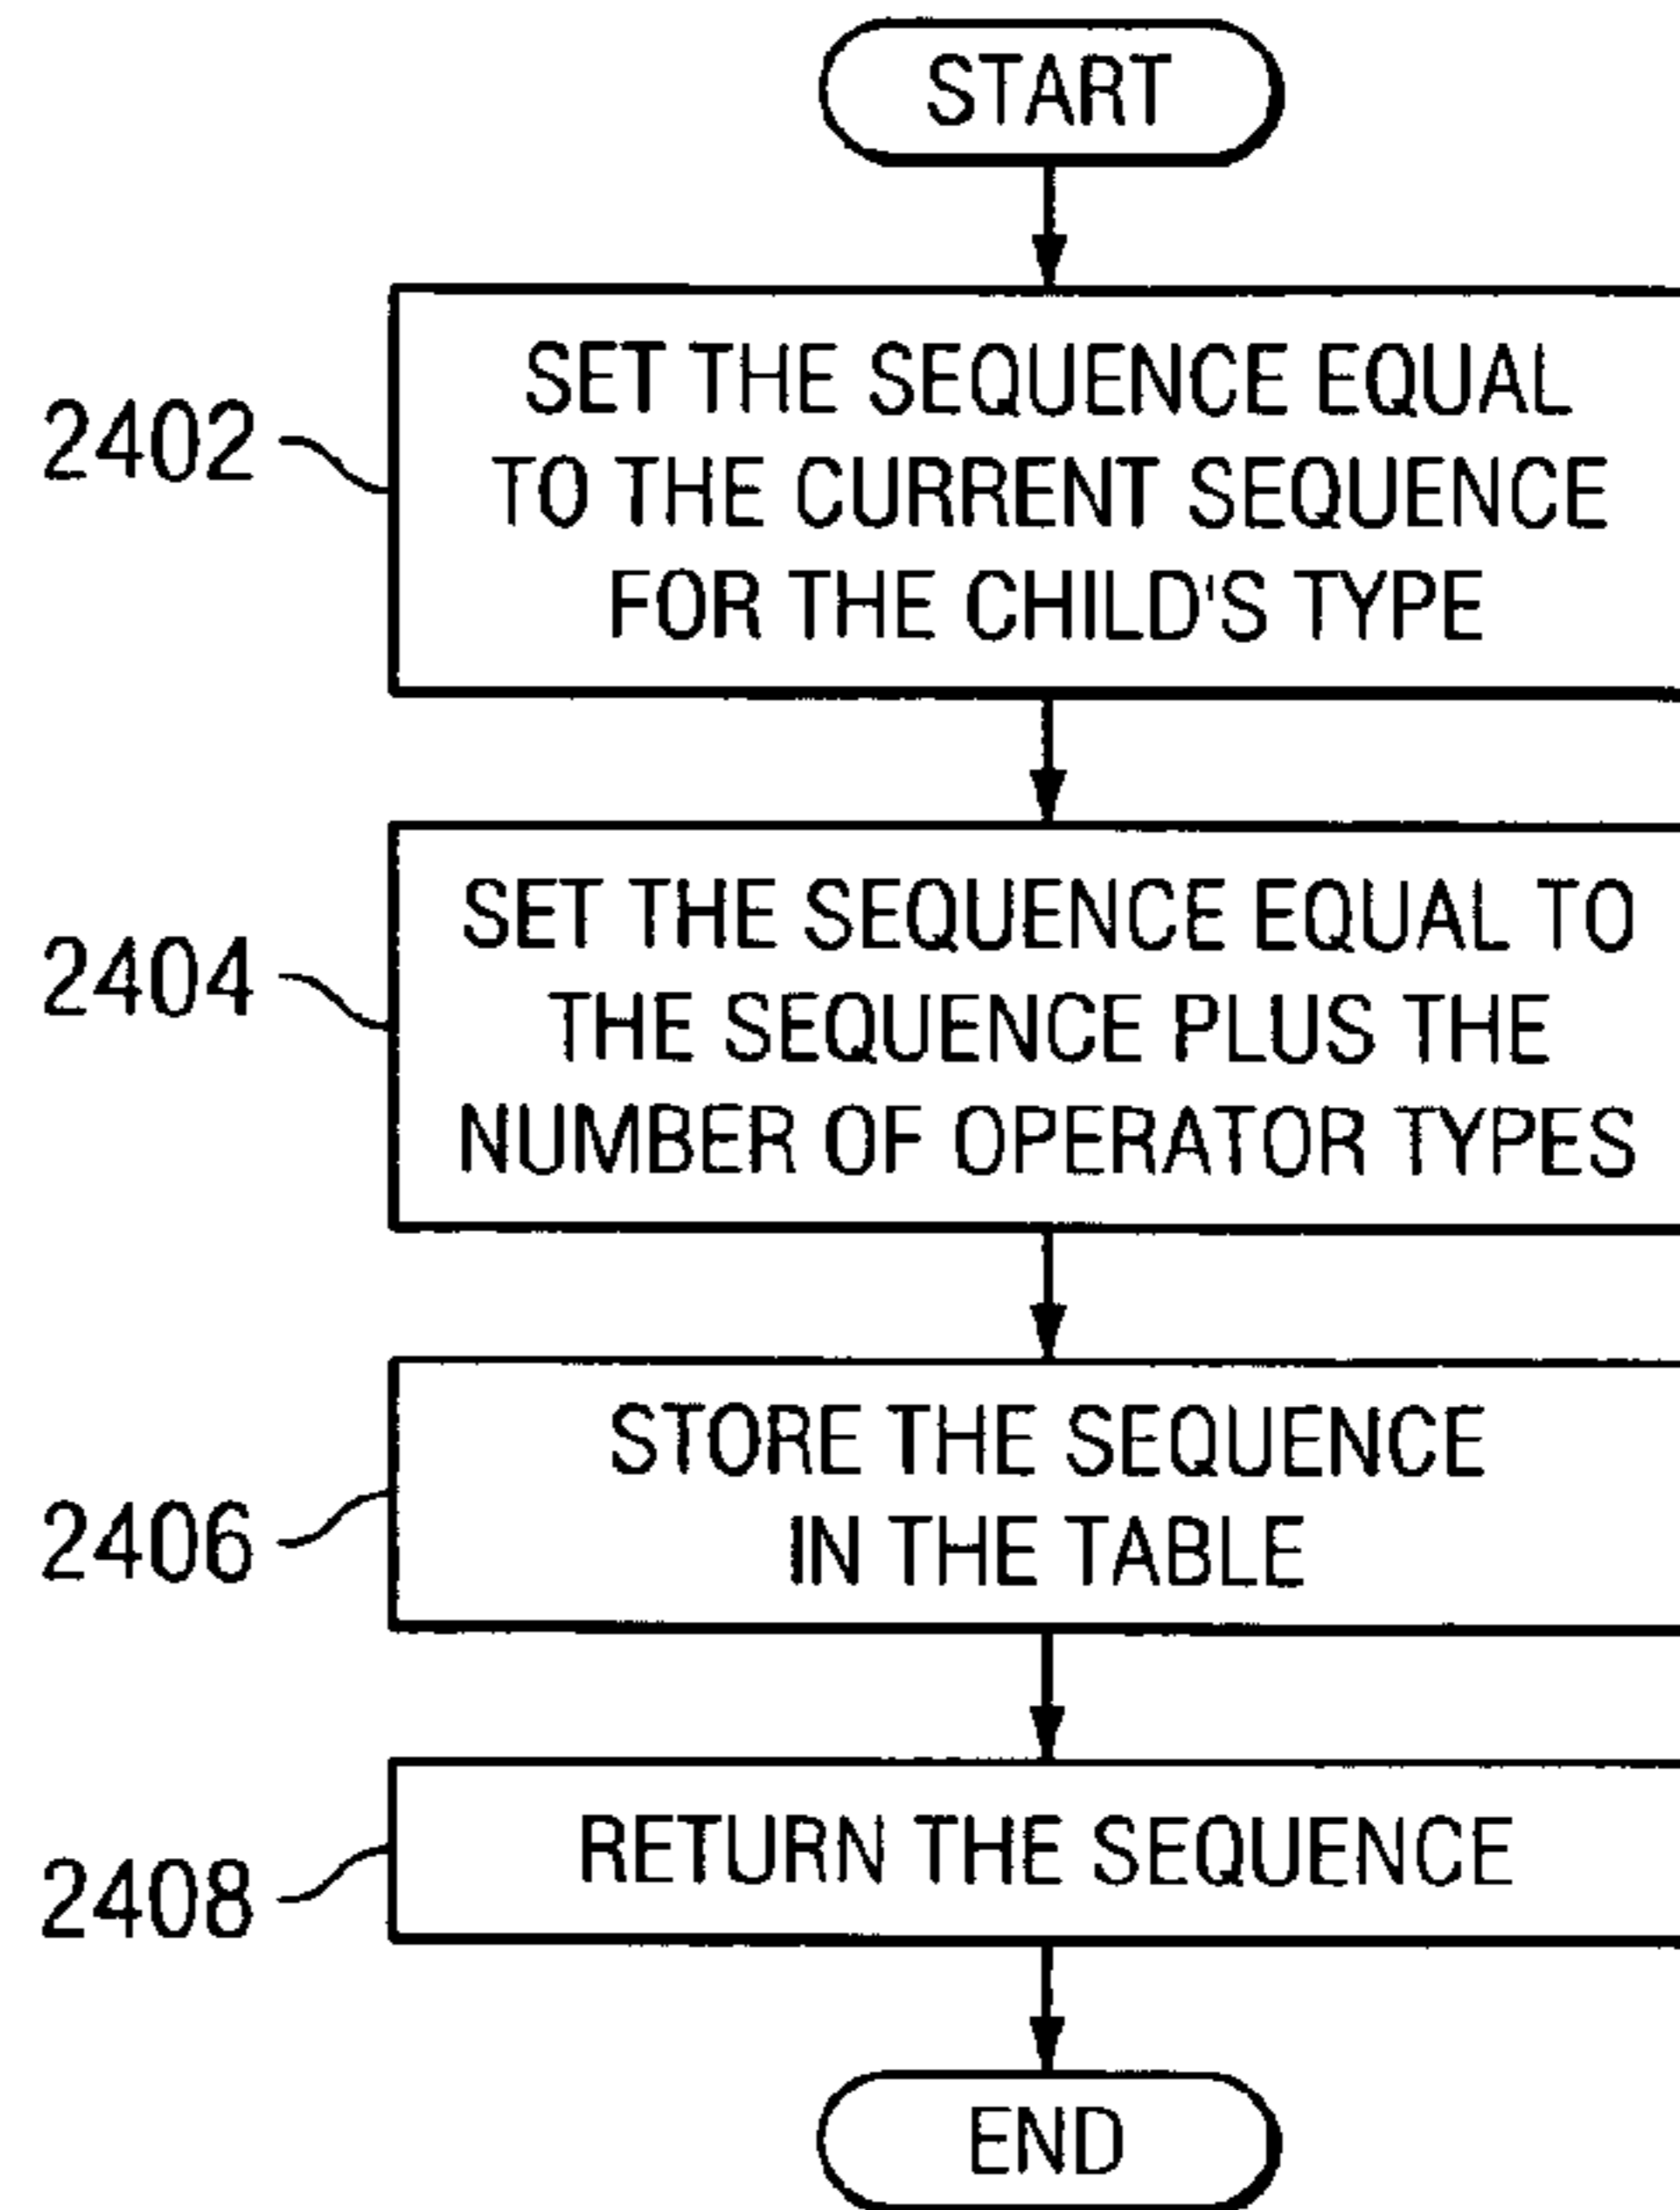 START
2402
SET THE SEQUENCE EQUAL
TO THE CURRENT SEQUENCE
FOR THE CHILD'S TYPE
2404
SET THE SEQUENCE EQUAL TO
THE SEQUENCE PLUS THE
NUMBER OF OPERATOR TYPES
2406
STORE THE SEQUENCE
IN THE TABLE
2408
RETURN THE SEQUENCE
END